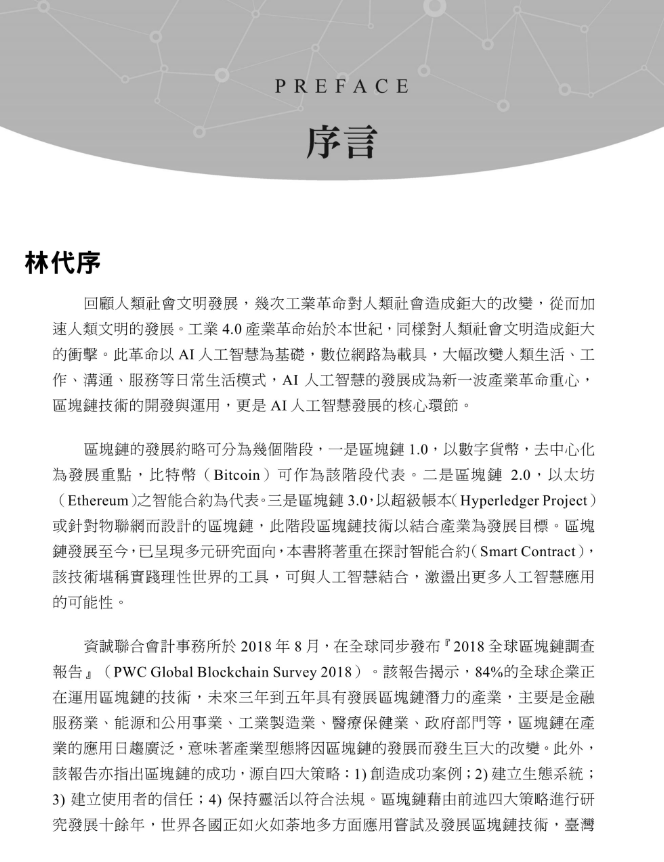 PREFACE
序言
林代序
回顧人類社會文明發展，幾次工業革命對人類社會造成鉅大的改變，從而加
速人類文明的發展。工業 4.0 產業革命始於本世紀，同樣對人類社會文明造成鉅大
的衝擊。此革命以 AI 人工智慧為基礎，數位網路為載具，大幅改變人類生活、工
作、溝通、服務等日常生活模式，AI 人工智慧的發展成為新一波產業革命重心，
區塊鏈技術的開發與運用，更是 AI 人工智慧發展的核心環節。
區塊鏈的發展約略可分為幾個階段，一是區塊鏈 1.0，以數字貨幣，去中心化
為發展重點，比特幣（Bitcoin）可作為該階段代表。二是區塊鏈 2.0，以太坊
（Ethereum）之智能合約為代表。三是區塊鏈 3.0，以超級帳本（Hyperledger Project）
或針對物聯網而設計的區塊鏈，此階段區塊鏈技術以結合產業為發展目標。區塊
鏈發展至今，已呈現多元研究面向，本書將著重在探討智能合約（Smart Contract），
該技術堪稱實踐理性世界的工具，可與人工智慧結合，激盪出更多人工智慧應用
的可能性。
資誠聯合會計事務所於 2018 年 8 月，在全球同步發布『2018 全球區塊鏈調查
報告』（PWC Global Blockchain Survey 2018）。該報告揭示，84%的全球企業正
在運用區塊鏈的技術，未來三年到五年具有發展區塊鏈潛力的產業，主要是金融
服務業、能源和公用事業、工業製造業、醫療保健業、政府部門等，區塊鏈在產
業的應用日趨廣泛，意味著產業型態將因區塊鏈的發展而發生巨大的改變。此外，
該報告亦指出區塊鏈的成功，源自四大策略：1) 創造成功案例；2) 建立生態系統；
3) 建立使用者的信任；4) 保持靈活以符合法規。區塊鏈藉由前述四大策略進行研
究發展十餘年，世界各國正如火如荼地多方面應用嘗試及發展區塊鏈技術，臺灣